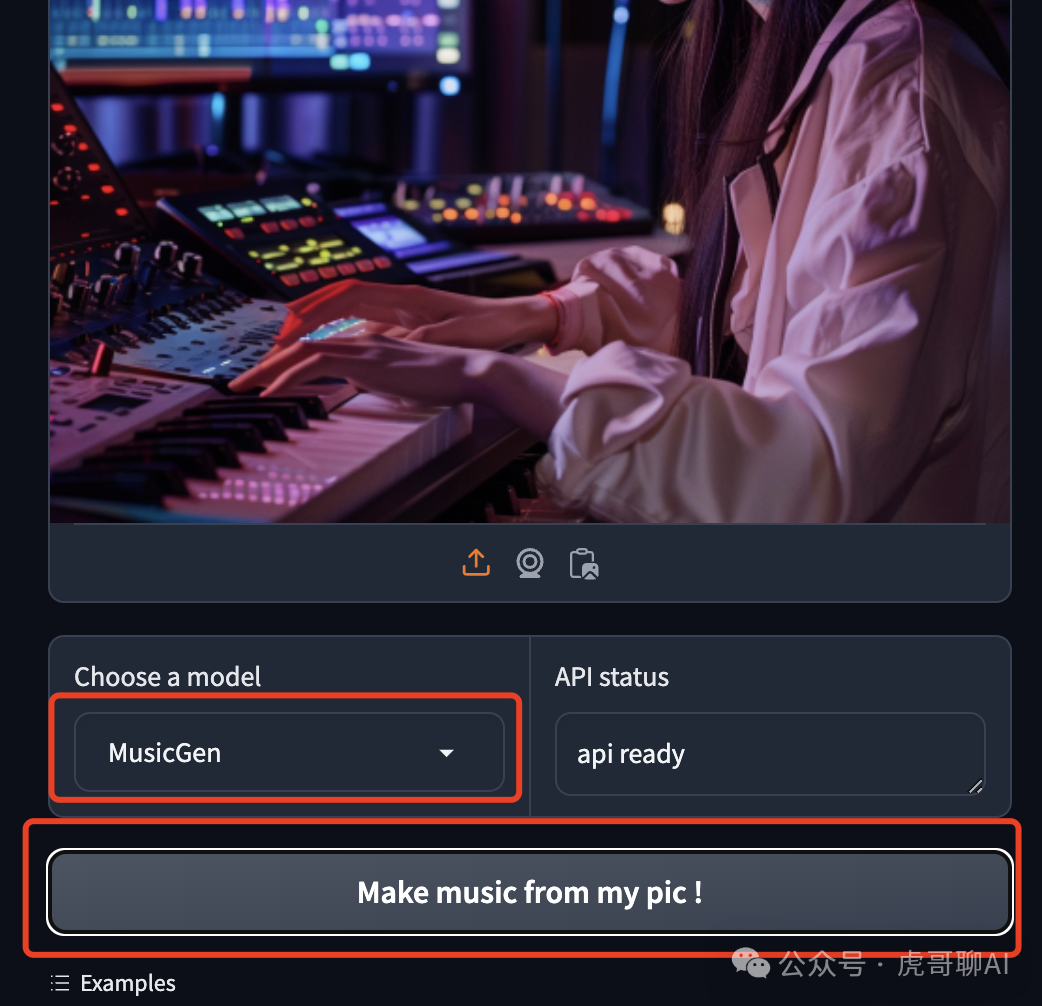 Choose a model
API status
MusicGen
api ready
Make music from my pic !
公众号 · 虎哥聊AI
Examples